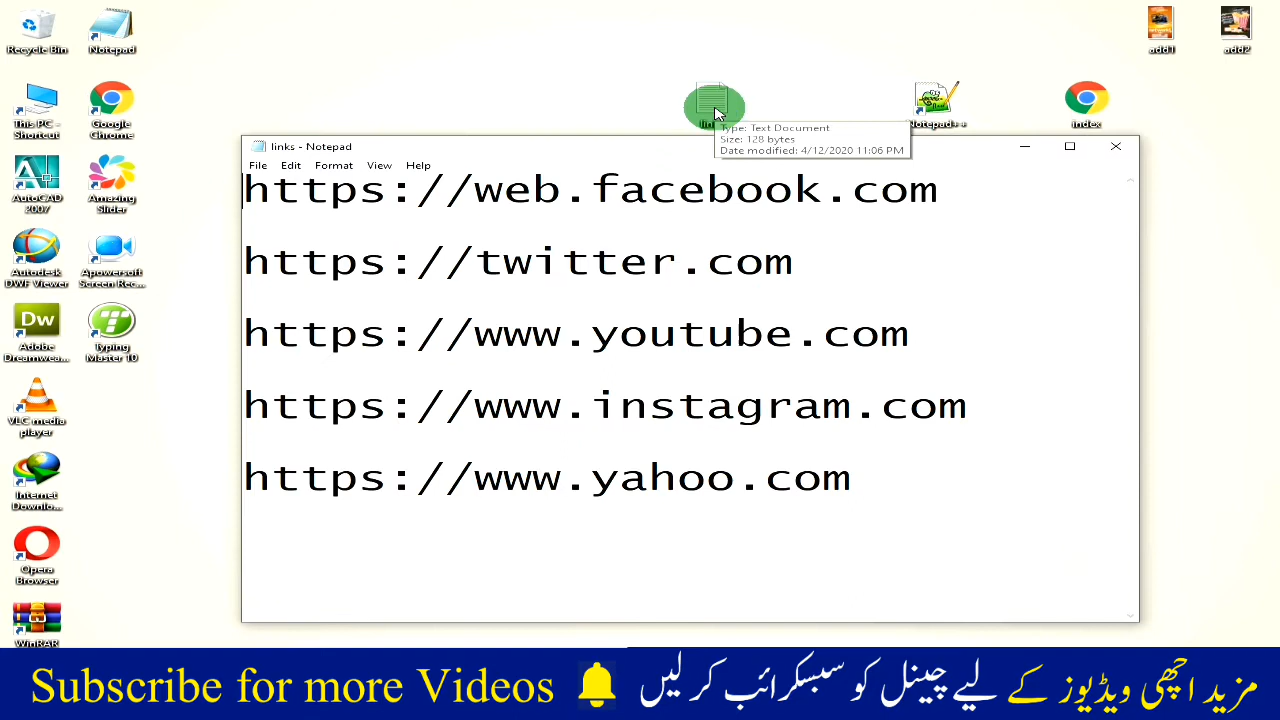 Recycle Bin
Notepad
add1
add2
This PC - Shortcut
Google Chrome
Notepad++
index
Type: Text Document
Size: 128 bytes
Date modified: 4/12/2020 11:06 PM
links - Notepad
File Edit Format View Help
https://web.facebook.com
https://twitter.com
https://www.youtube.com
https://www.instagram.com
https://www.yahoo.com
AutoCAD 2007
Amazing Slider
Autodesk DWF Viewer
Apowersoft Screen Rec...
Adobe Dreamwea...
Typing Master 10
VLC media player
Internet Downlo...
Opera Browser
WinRAR
Subscribe for more Videos
مزید اچھی ویڈیوز کے لیے چینل کو سبسکرائب کر لیں